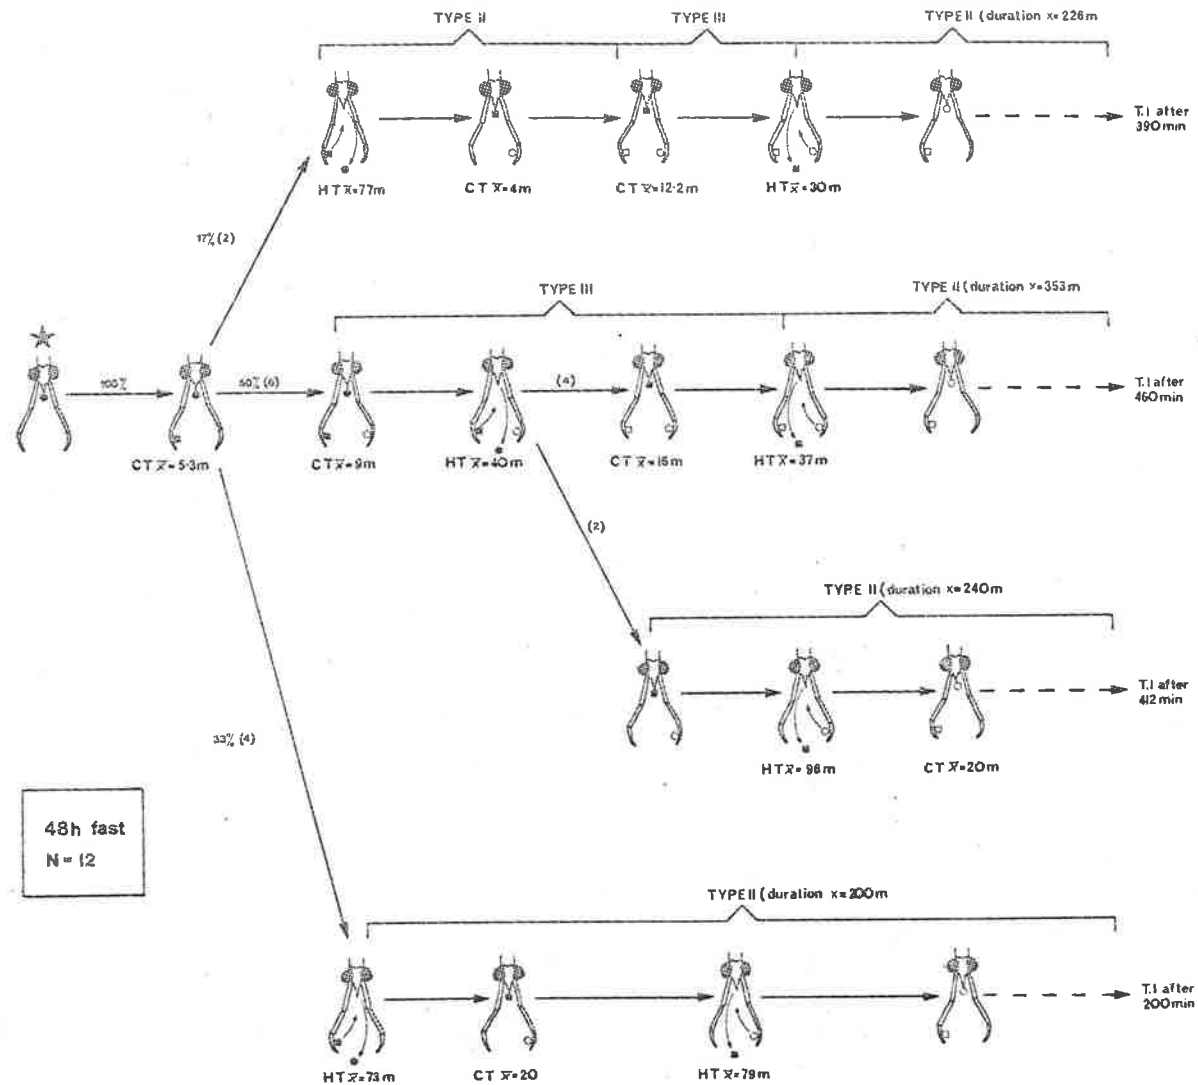 TYPE II TYPE III TYPE II (duration x=226m
T.I after
390min
HT x̄=77m CT x̄=4m CT x̄=12·2m HT x̄=30m
17% (2)
TYPE III TYPE II (duration x=353m
100% 50% (6) (4)
T.I after
460min
CT x̄=5·3m CT x̄=9m HT x̄=40m CT x̄=16m HT x̄=37m
(2)
TYPE II (duration x=240m
T.I after
412min
33% (4)
HT x̄=96m CT x̄=20m
48h fast
N=12
TYPE II (duration x=200m
T.I after
200min
HT x̄=73m CT x̄=20 HT x̄=79m